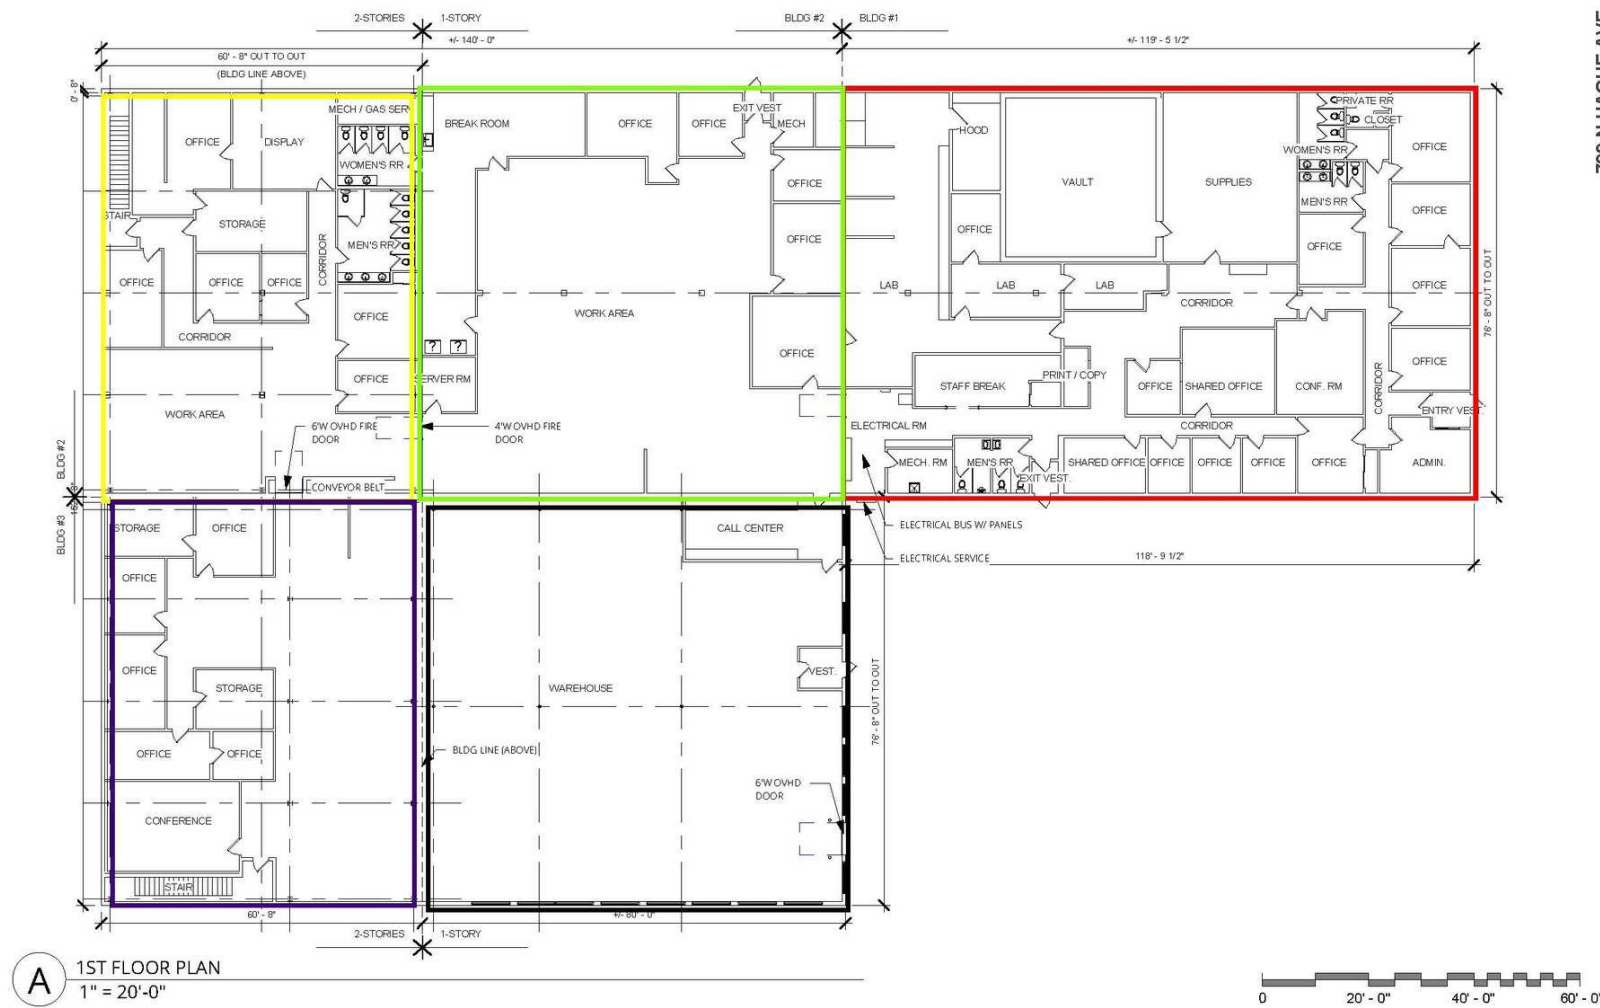 2-STORIES
1-STORY
BLDG #2
BLDG #1
+/- 140' - 0"
+/- 119' - 5 1/2"
60' - 8" OUT TO OUT
(BLDG LINE ABOVE)
0' - 8"
MECH / GAS SERV
OFFICE
DISPLAY
WOMEN'S RR
STAIR
STORAGE
MEN'S RR
CORRIDOR
OFFICE
OFFICE
OFFICE
OFFICE
CORRIDOR
OFFICE
WORK AREA
6'W OVHD FIRE
DOOR
CONVEYOR BELT
BREAK ROOM
OFFICE
OFFICE
EXIT VEST
MECH
OFFICE
OFFICE
WORK AREA
OFFICE
? ?
SERVER RM
4'W OVHD FIRE
DOOR
HOOD
VAULT
SUPPLIES
PRIVATE RR
CLOSET
WOMEN'S RR
OFFICE
MEN'S RR
OFFICE
OFFICE
OFFICE
LAB
LAB
LAB
OFFICE
CORRIDOR
STAFF BREAK
PRINT / COPY
OFFICE
SHARED OFFICE
CONF. RM
CORRIDOR
OFFICE
ENTRY VEST.
ELECTRICAL RM
CORRIDOR
MECH. RM
MEN'S RR
EXIT VEST.
SHARED OFFICE
OFFICE
OFFICE
OFFICE
OFFICE
ADMIN.
76' - 8" OUT TO OUT
BLDG #2
BLDG #3
STORAGE
OFFICE
CALL CENTER
ELECTRICAL BUS W/ PANELS
ELECTRICAL SERVICE
118' - 9 1/2"
OFFICE
OFFICE
STORAGE
WAREHOUSE
VEST.
76' - 8" OUT TO OUT
OFFICE
OFFICE
BLDG LINE (ABOVE)
6'W OVHD
DOOR
CONFERENCE
STAIR
60' - 8"
+/- 80' - 0"
2-STORIES
1-STORY
A
1ST FLOOR PLAN
1" = 20'-0"
0
20' - 0"
40' - 0"